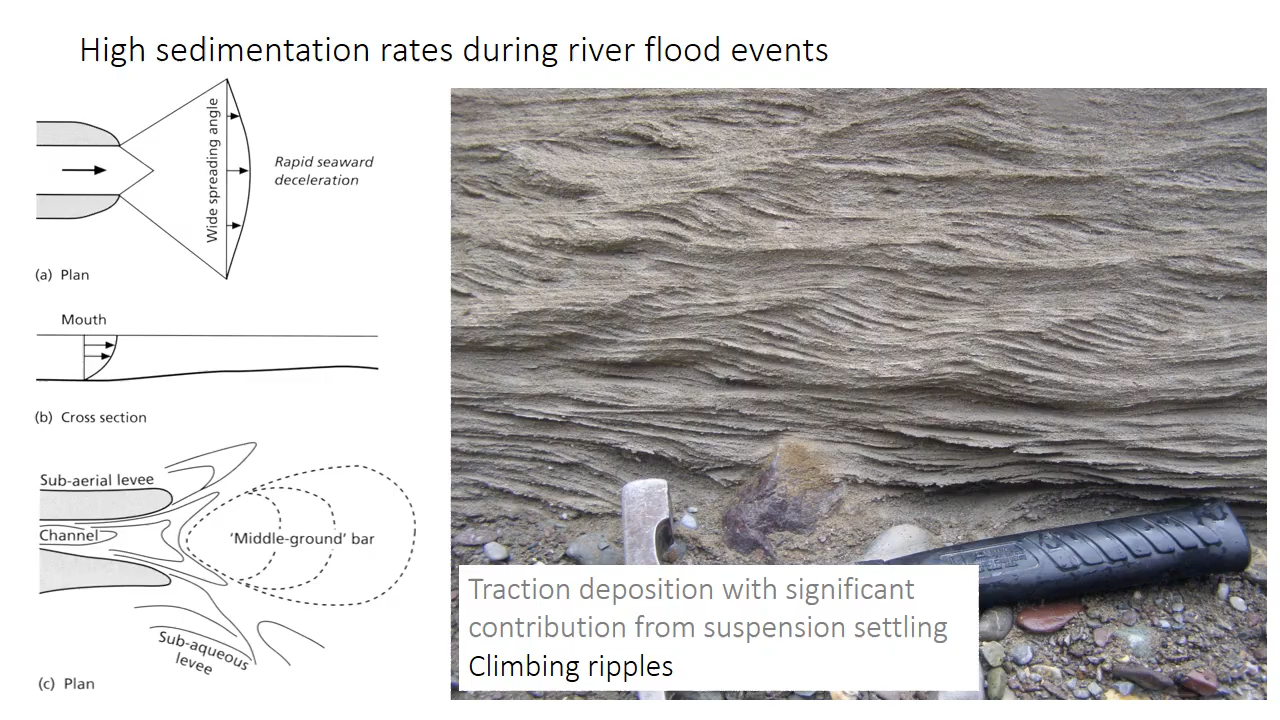 High sedimentation rates during river flood events
Wide spreading angle
Rapid seaward
deceleration
(a) Plan
Mouth
(b) Cross section
Sub-aerial levee
Channel
'Middle-ground' bar
Sub-aqueous
levee
(c) Plan
Traction deposition with significant
contribution from suspension settling
Climbing ripples